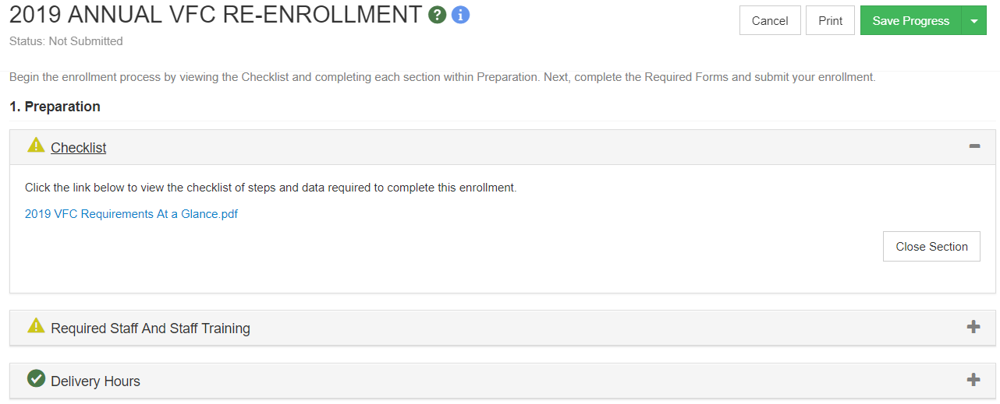 2019 ANNUAL VFC RE-ENROLLMENT ? i
Cancel
Print
Save Progress
Status: Not Submitted
Begin the enrollment process by viewing the Checklist and completing each section within Preparation. Next, complete the Required Forms and submit your enrollment.
1. Preparation
Checklist
Click the link below to view the checklist of steps and data required to complete this enrollment.
2019 VFC Requirements At a Glance.pdf
Close Section
Required Staff And Staff Training
Delivery Hours